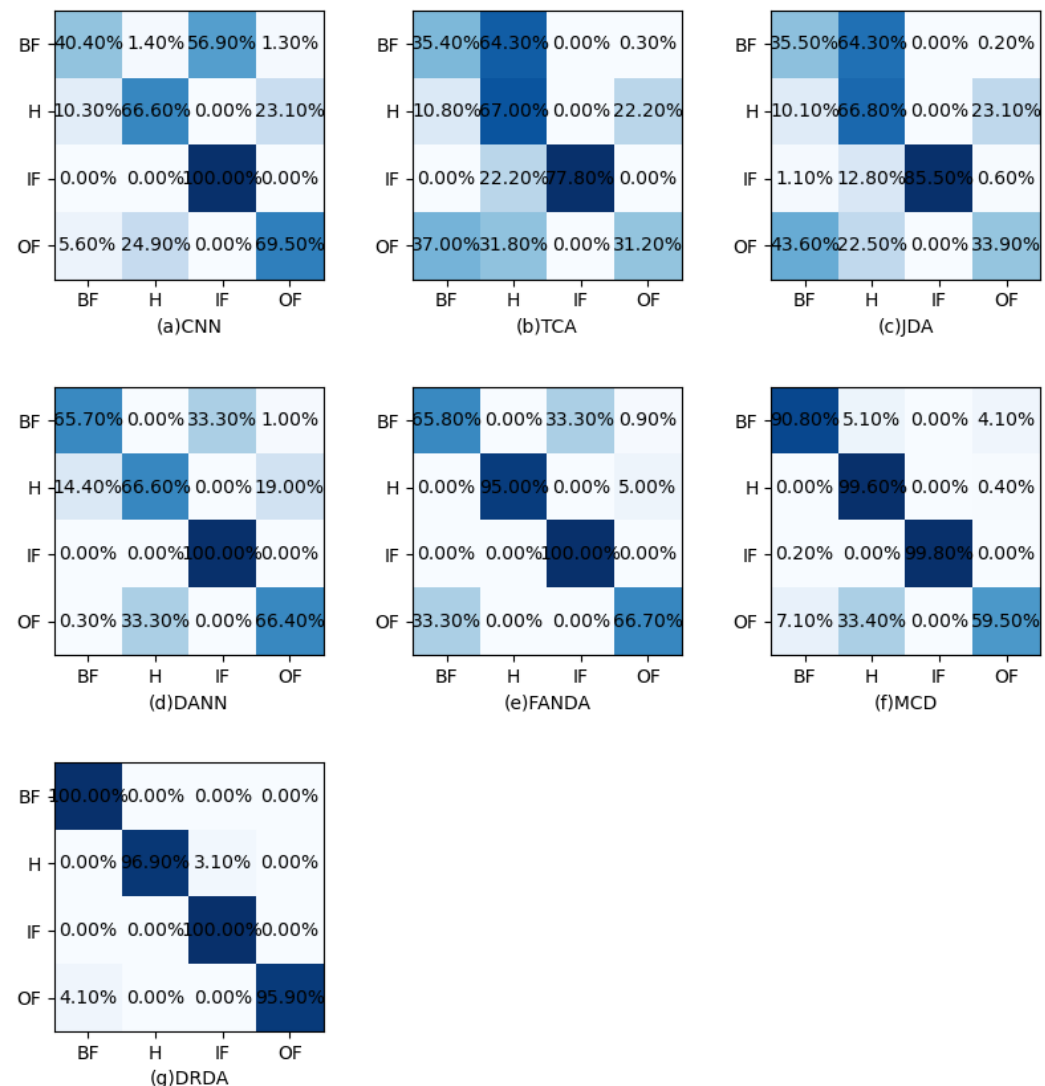 BF 40.40% 1.40% 56.90% 1.30%
H 10.30% 66.60% 0.00% 23.10%
IF 0.00% 0.00% 100.00% 0.00%
OF 5.60% 24.90% 0.00% 69.50%
BF H IF OF
(a)CNN
BF 35.40% 64.30% 0.00% 0.30%
H 10.80% 67.00% 0.00% 22.20%
IF 0.00% 22.20% 77.80% 0.00%
OF 37.00% 31.80% 0.00% 31.20%
BF H IF OF
(b)TCA
BF 35.50% 64.30% 0.00% 0.20%
H 10.10% 66.80% 0.00% 23.10%
IF 1.10% 12.80% 85.50% 0.60%
OF 43.60% 22.50% 0.00% 33.90%
BF H IF OF
(c)JDA
BF 65.70% 0.00% 33.30% 1.00%
H 14.40% 66.60% 0.00% 19.00%
IF 0.00% 0.00% 100.00% 0.00%
OF 0.30% 33.30% 0.00% 66.40%
BF H IF OF
(d)DANN
BF 65.80% 0.00% 33.30% 0.90%
H 0.00% 95.00% 0.00% 5.00%
IF 0.00% 0.00% 100.00% 0.00%
OF 33.30% 0.00% 0.00% 66.70%
BF H IF OF
(e)FANDA
BF 90.80% 5.10% 0.00% 4.10%
H 0.00% 99.60% 0.00% 0.40%
IF 0.20% 0.00% 99.80% 0.00%
OF 7.10% 33.40% 0.00% 59.50%
BF H IF OF
(f)MCD
BF 100.00% 0.00% 0.00% 0.00%
H 0.00% 96.90% 3.10% 0.00%
IF 0.00% 0.00% 100.00% 0.00%
OF 4.10% 0.00% 0.00% 95.90%
BF H IF OF
(g)DRDA